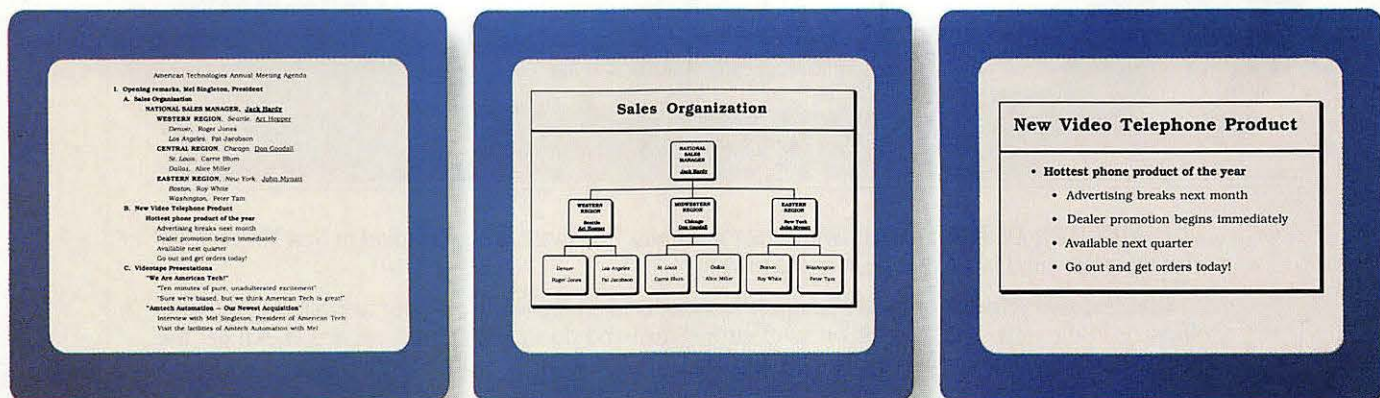 American Technologies Annual Meeting Agenda
I. Opening remarks, Mel Singleton, President
A. Sales Organization
NATIONAL SALES MANAGER, Jack Hardy
WESTERN REGION, Seattle, Art Hopper
Denver, Roger Jones
Los Angeles, Pat Jacobson
CENTRAL REGION, Chicago, Don Goodall
St. Louis, Carrie Blum
Dallas, Alice Miller
EASTERN REGION, New York, John Mynatt
Boston, Roy White
Washington, Peter Tam
B. New Video Telephone Product
Hottest phone product of the year
Advertising breaks next month
Dealer promotion begins immediately
Available next quarter
Go out and get orders today!
C. Videotape Presentations
"We Are American Tech!"
"Ten minutes of pure, unadulterated excitement"
"Sure we're biased, but we think American Tech is great!"
"Amtech Automation — Our Newest Acquisition"
Interview with Mel Singleton, President of American Tech
Visit the facilities of Amtech Automation with Mel
Sales Organization
NATIONAL
SALES
MANAGER
Jack Hardy
WESTERN
REGION
Seattle
Art Hopper
MIDWESTERN
REGION
Chicago
Don Goodall
EASTERN
REGION
New York
John Mynatt
Denver
Roger Jones
Los Angeles
Pat Jacobson
St. Louis
Carrie Blum
Dallas
Alice Miller
Boston
Roy White
Washington
Peter Tam
New Video Telephone Product
• Hottest phone product of the year
• Advertising breaks next month
• Dealer promotion begins immediately
• Available next quarter
• Go out and get orders today!